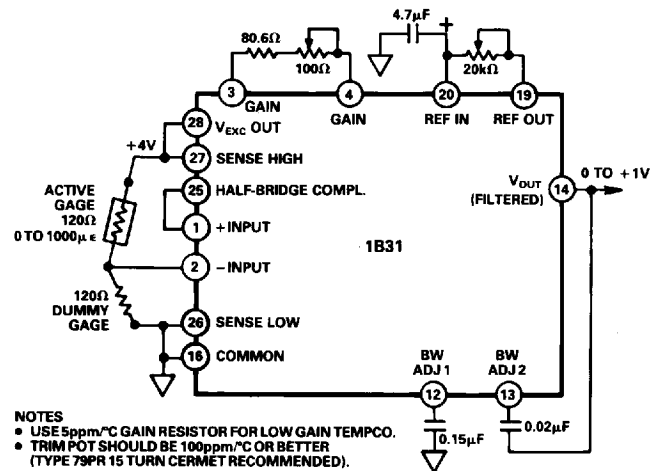 4.7µF
+
80.6Ω
100Ω
20kΩ
3
4
20
19
GAIN
GAIN
REF IN
REF OUT
28
VEXC OUT
+4V
27
SENSE HIGH
25
HALF-BRIDGE COMPL.
1
+INPUT
2
–INPUT
26
SENSE LOW
16
COMMON
ACTIVE
GAGE
120Ω
0 TO 1000µε
120Ω
DUMMY
GAGE
1B31
VOUT
(FILTERED)
14
0 TO +1V
BW
ADJ 1
BW
ADJ 2
12
13
0.15µF
0.02µF
NOTES
• USE 5ppm/°C GAIN RESISTOR FOR LOW GAIN TEMPCO.
• TRIM POT SHOULD BE 100ppm/°C OR BETTER
(TYPE 79PR 15 TURN CERMET RECOMMENDED).